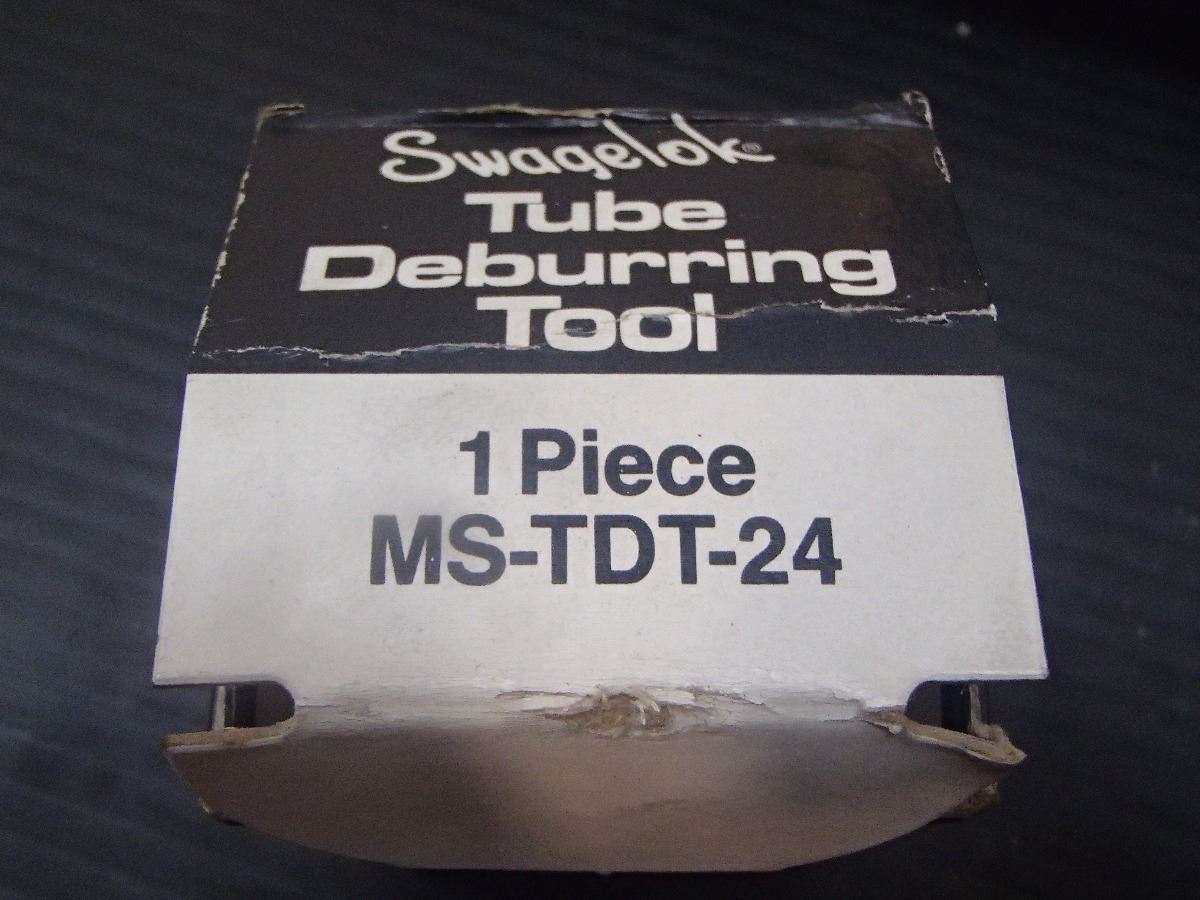 Swagelok®
Tube
Deburring
Tool
1 Piece
MS-TDT-24